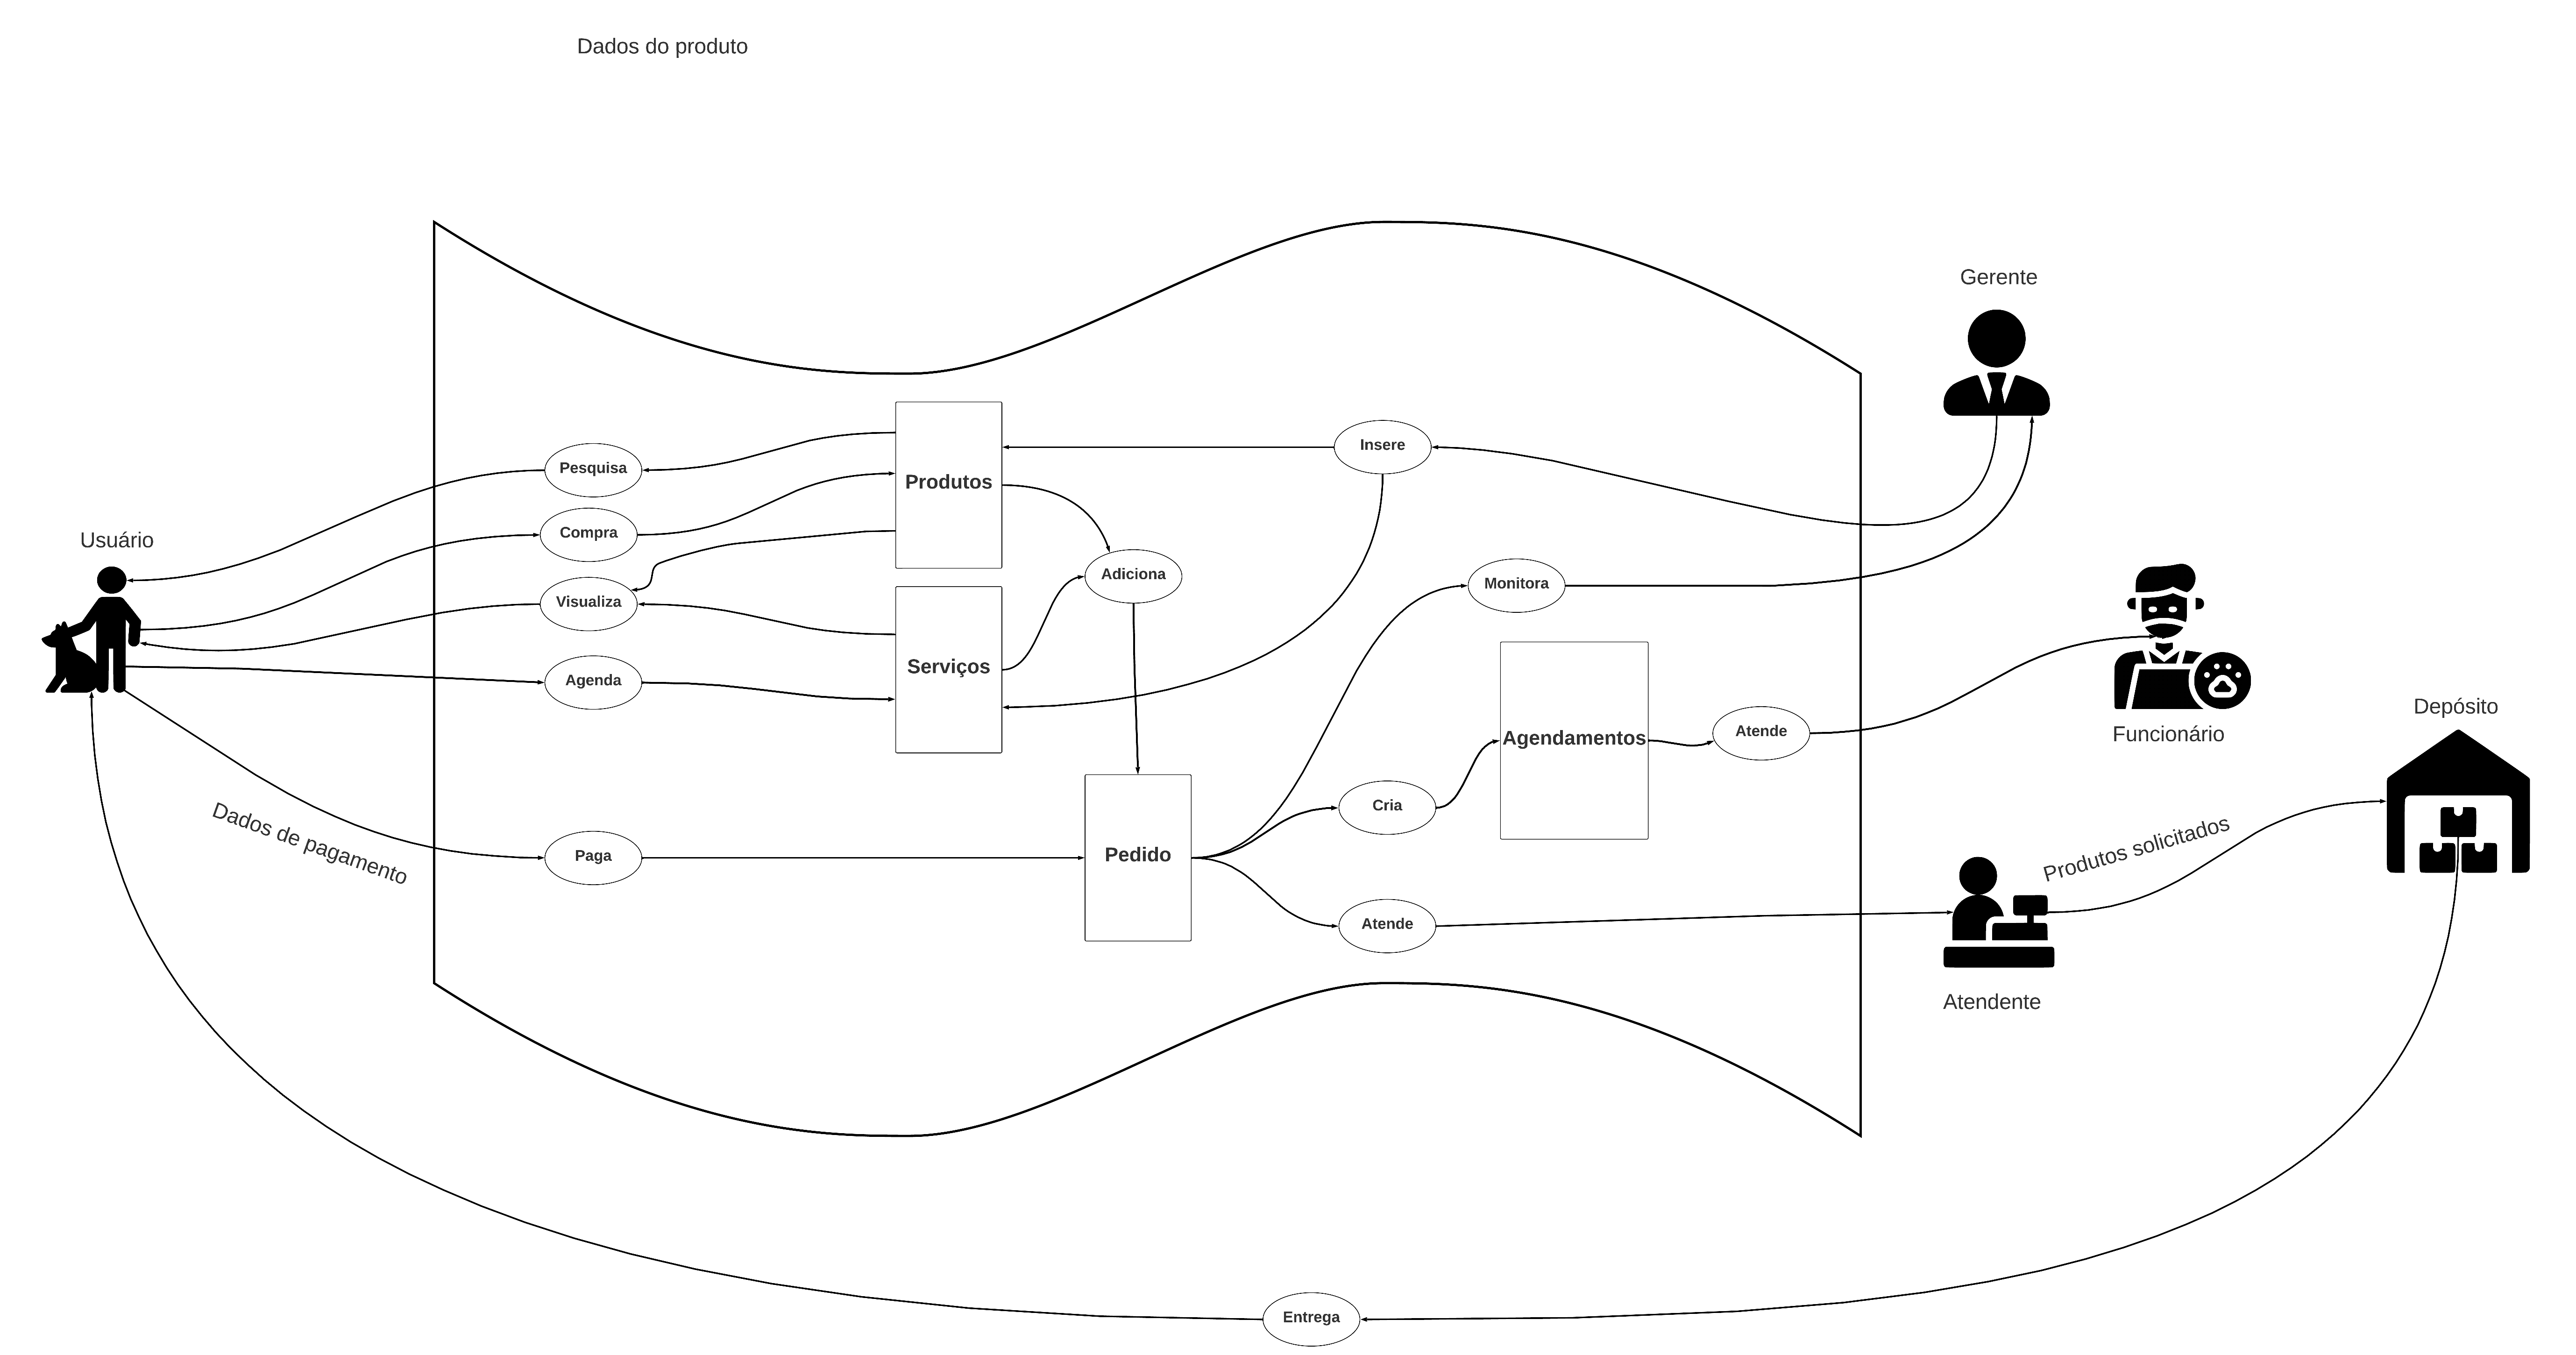 Dados do produto
Gerente
Insere
Pesquisa
Produtos
Compra
Usuário
Adiciona
Monitora
Visualiza
Serviços
Agenda
Agendamentos
Atende
Funcionário
Depósito
Dados de pagamento
Cria
Produtos solicitados
Paga
Pedido
Atende
Atendente
Entrega